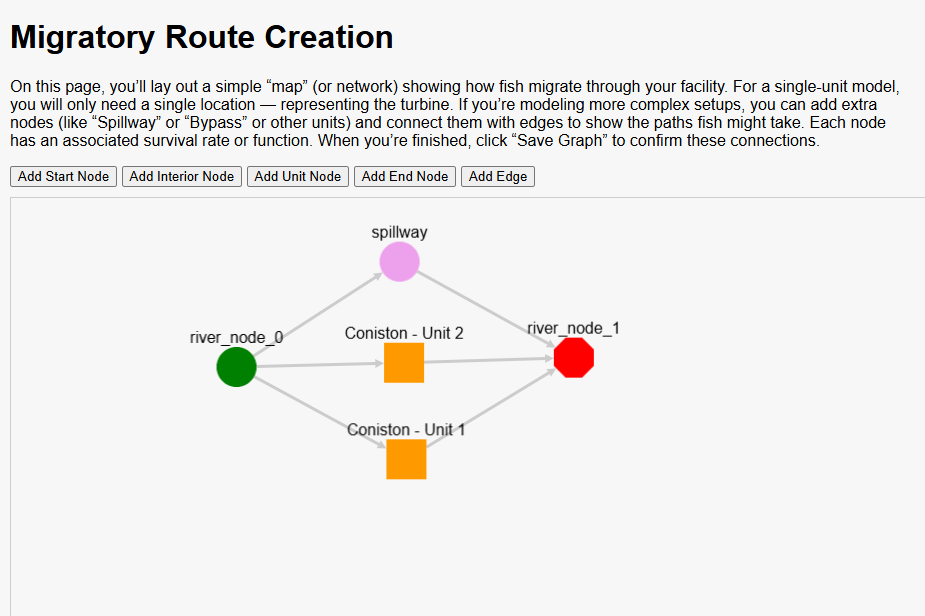 Migratory Route Creation
On this page, you’ll lay out a simple “map” (or network) showing how fish migrate through your facility. For a single-unit model,
you will only need a single location — representing the turbine. If you’re modeling more complex setups, you can add extra
nodes (like “Spillway” or “Bypass” or other units) and connect them with edges to show the paths fish might take. Each node
has an associated survival rate or function. When you’re finished, click “Save Graph” to confirm these connections.
Add Start Node Add Interior Node Add Unit Node Add End Node Add Edge
spillway
river_node_0 Coniston - Unit 2 river_node_1
Coniston - Unit 1